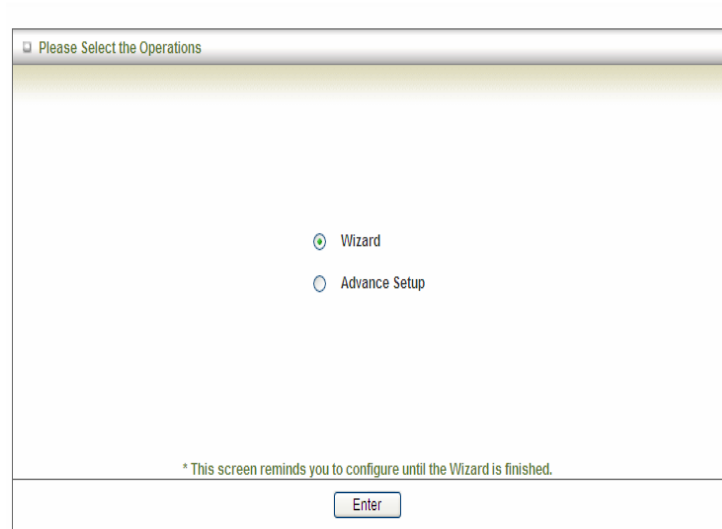 Please Select the Operations
Wizard
Advance Setup
* This screen reminds you to configure until the Wizard is finished.
Enter